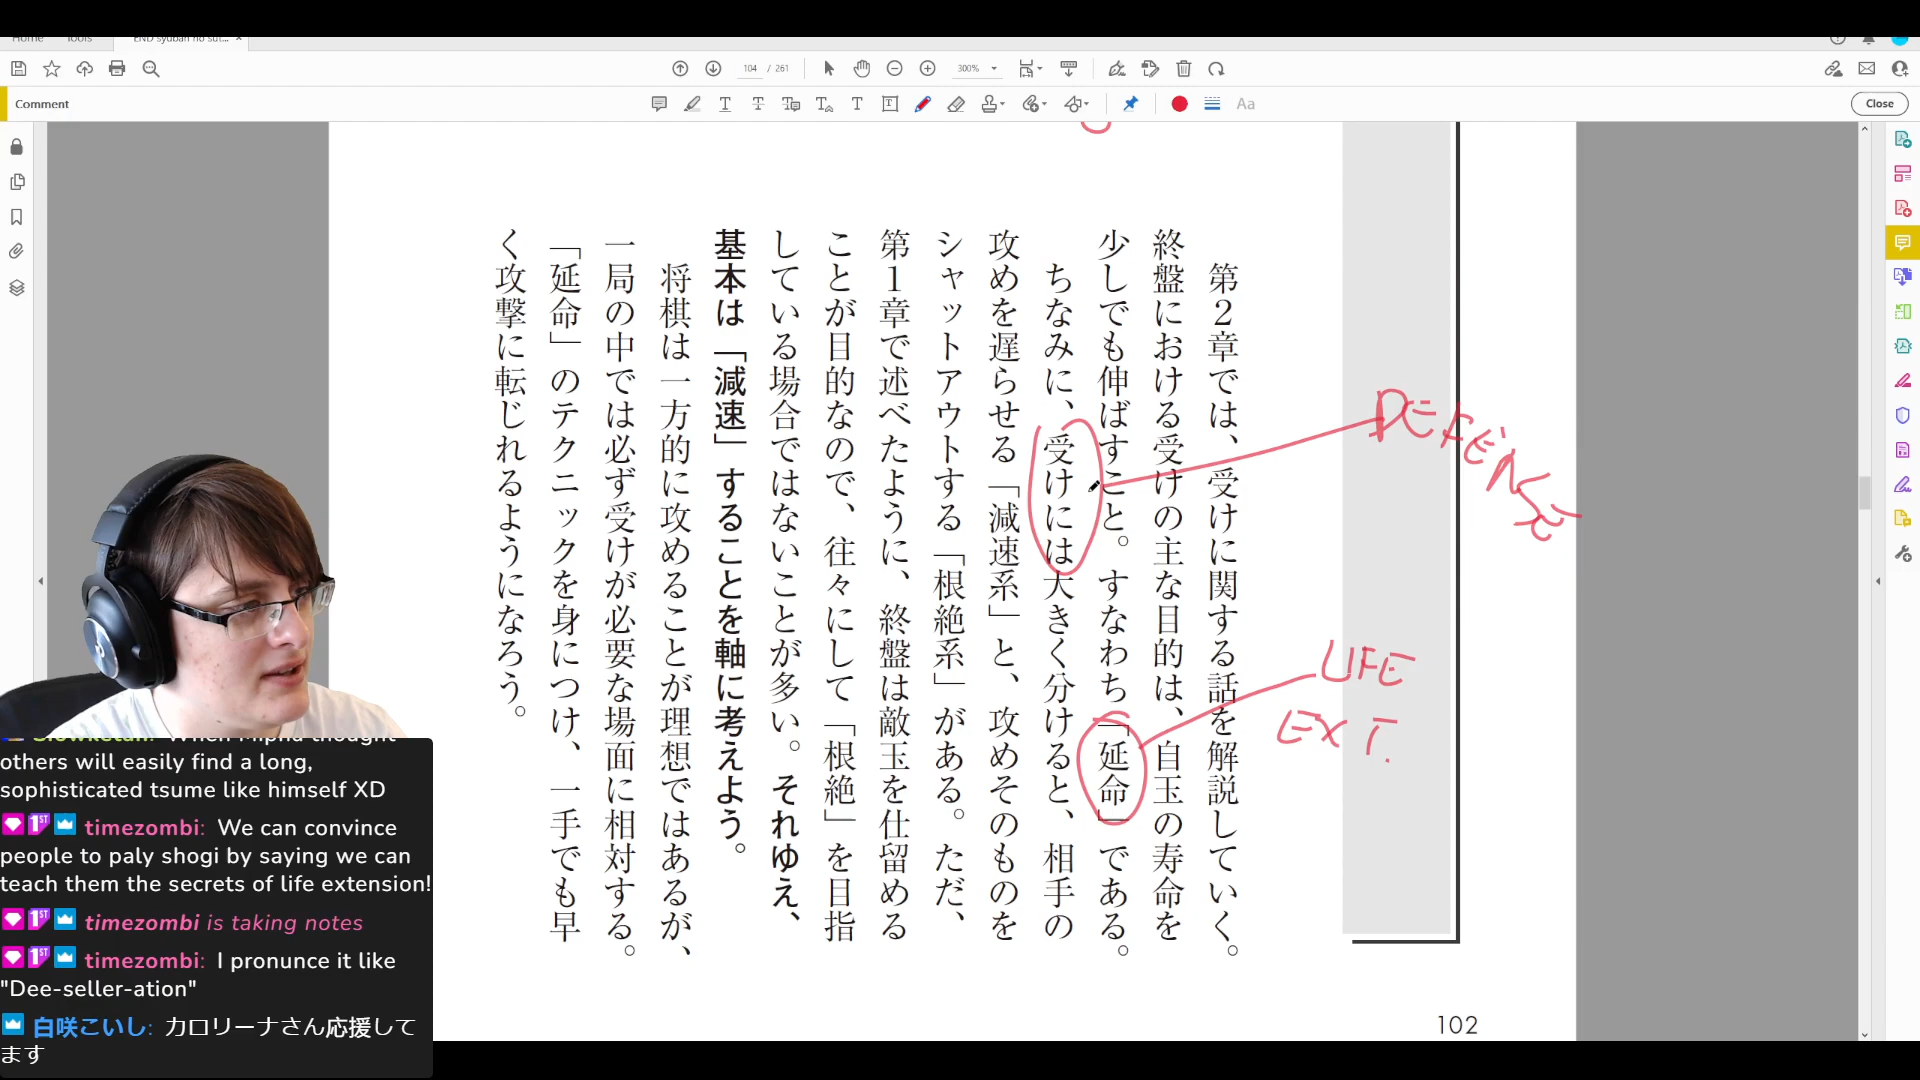 Home
Tools
END syuban no sut...
104 / 261
300%
Comment
Aa
Close
第2章では、受けに関する話を解説していく。
終盤における受けの主な目的は、自玉の寿命を
少しでも伸ばすこと。すなわち「延命」である。
ちなみに、受けには大きく分けると、相手の
攻めを遅らせる「減速系」と、攻めそのものを
シャットアウトする「根絶系」がある。ただ、
第1章で述べたように、終盤は敵玉を仕留める
ことが目的なので、往々にして「根絶」を目指
している場合ではないことが多い。それゆえ、
基本は「減速」することを軸に考えよう。
将棋は一方的に攻めることが理想ではあるが、
一局の中では必ず受けが必要な場面に相対する。
「延命」のテクニックを身につけ、一手でも早
く攻撃に転じれるようになろう。
DEFENSE
LIFE
EXT.
102
others will easily find a long,
sophisticated tsume like himself XD
timezombi: We can convince
people to paly shogi by saying we can
teach them the secrets of life extension!
timezombi is taking notes
timezombi: I pronunce it like
"Dee-seller-ation"
白咲こいし: カロリーナさん応援して
ます